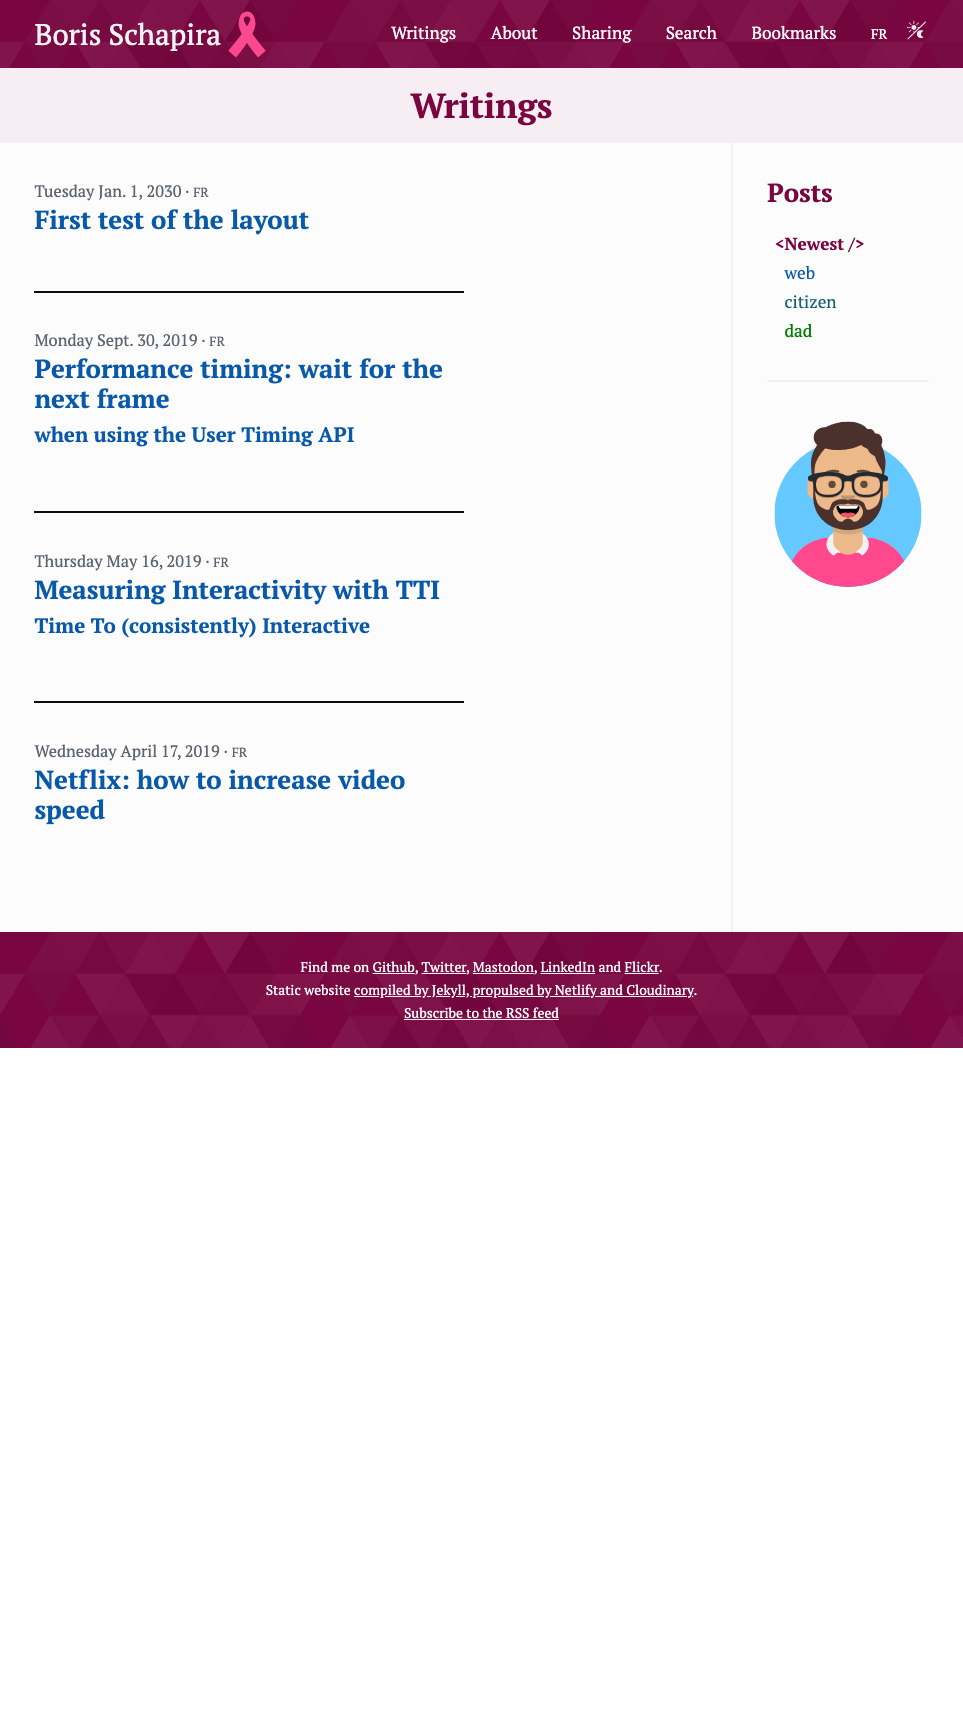 Boris Schapira
Writings About Sharing Search Bookmarks FR
Writings
Tuesday Jan. 1, 2030 · FR
First test of the layout
Monday Sept. 30, 2019 · FR
Performance timing: wait for the
next frame
when using the User Timing API
Thursday May 16, 2019 · FR
Measuring Interactivity with TTI
Time To (consistently) Interactive
Wednesday April 17, 2019 · FR
Netflix: how to increase video
speed
Posts
<Newest />
web
citizen
dad
Find me on Github, Twitter, Mastodon, LinkedIn and Flickr.
Static website compiled by Jekyll, propulsed by Netlify and Cloudinary.
Subscribe to the RSS feed